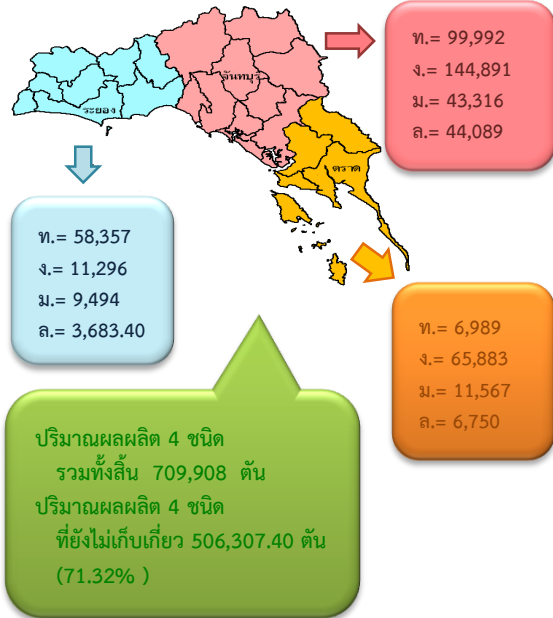 จันทบุรี
ระยอง
ตราด
ท.= 99,992
ง.= 144,891
ม.= 43,316
ล.= 44,089
ท.= 58,357
ง.= 11,296
ม.= 9,494
ล.= 3,683.40
ท.= 6,989
ง.= 65,883
ม.= 11,567
ล.= 6,750
ปริมาณผลผลิต 4 ชนิด
รวมทั้งสิ้น 709,908 ตัน
ปริมาณผลผลิต 4 ชนิด
ที่ยังไม่เก็บเกี่ยว 506,307.40 ตัน
(71.32% )